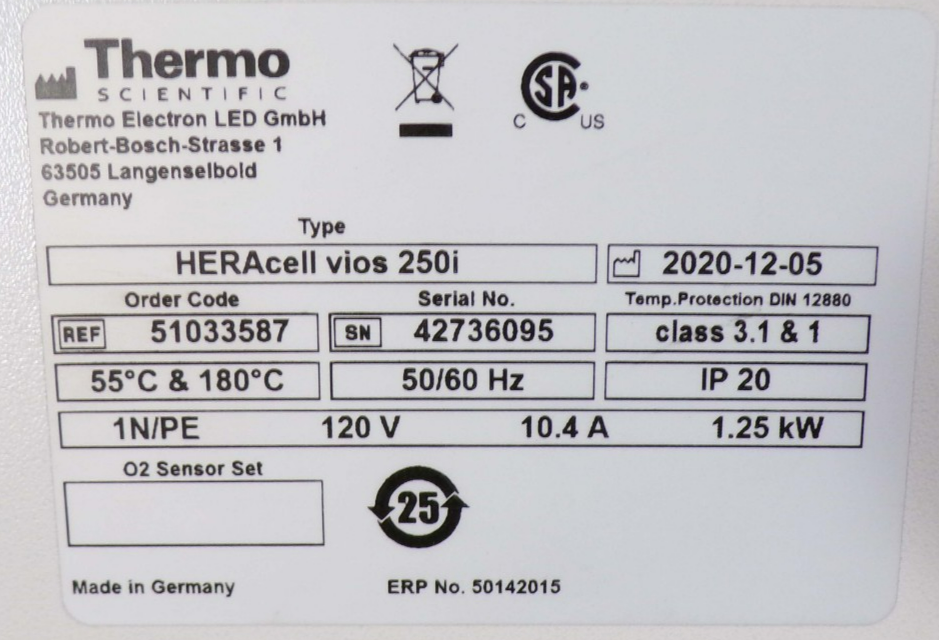 Thermo
SCIENTIFIC
Thermo Electron LED GmbH
Robert-Bosch-Strasse 1
63505 Langenselbold
Germany
C SA US
Type
HERAcell vios 250i
2020-12-05
Order Code
Serial No.
Temp.Protection DIN 12880
REF 51033587
SN 42736095
class 3.1 & 1
55°C & 180°C
50/60 Hz
IP 20
1N/PE 120 V 10.4 A 1.25 kW
O2 Sensor Set
25
Made in Germany
ERP No. 50142015